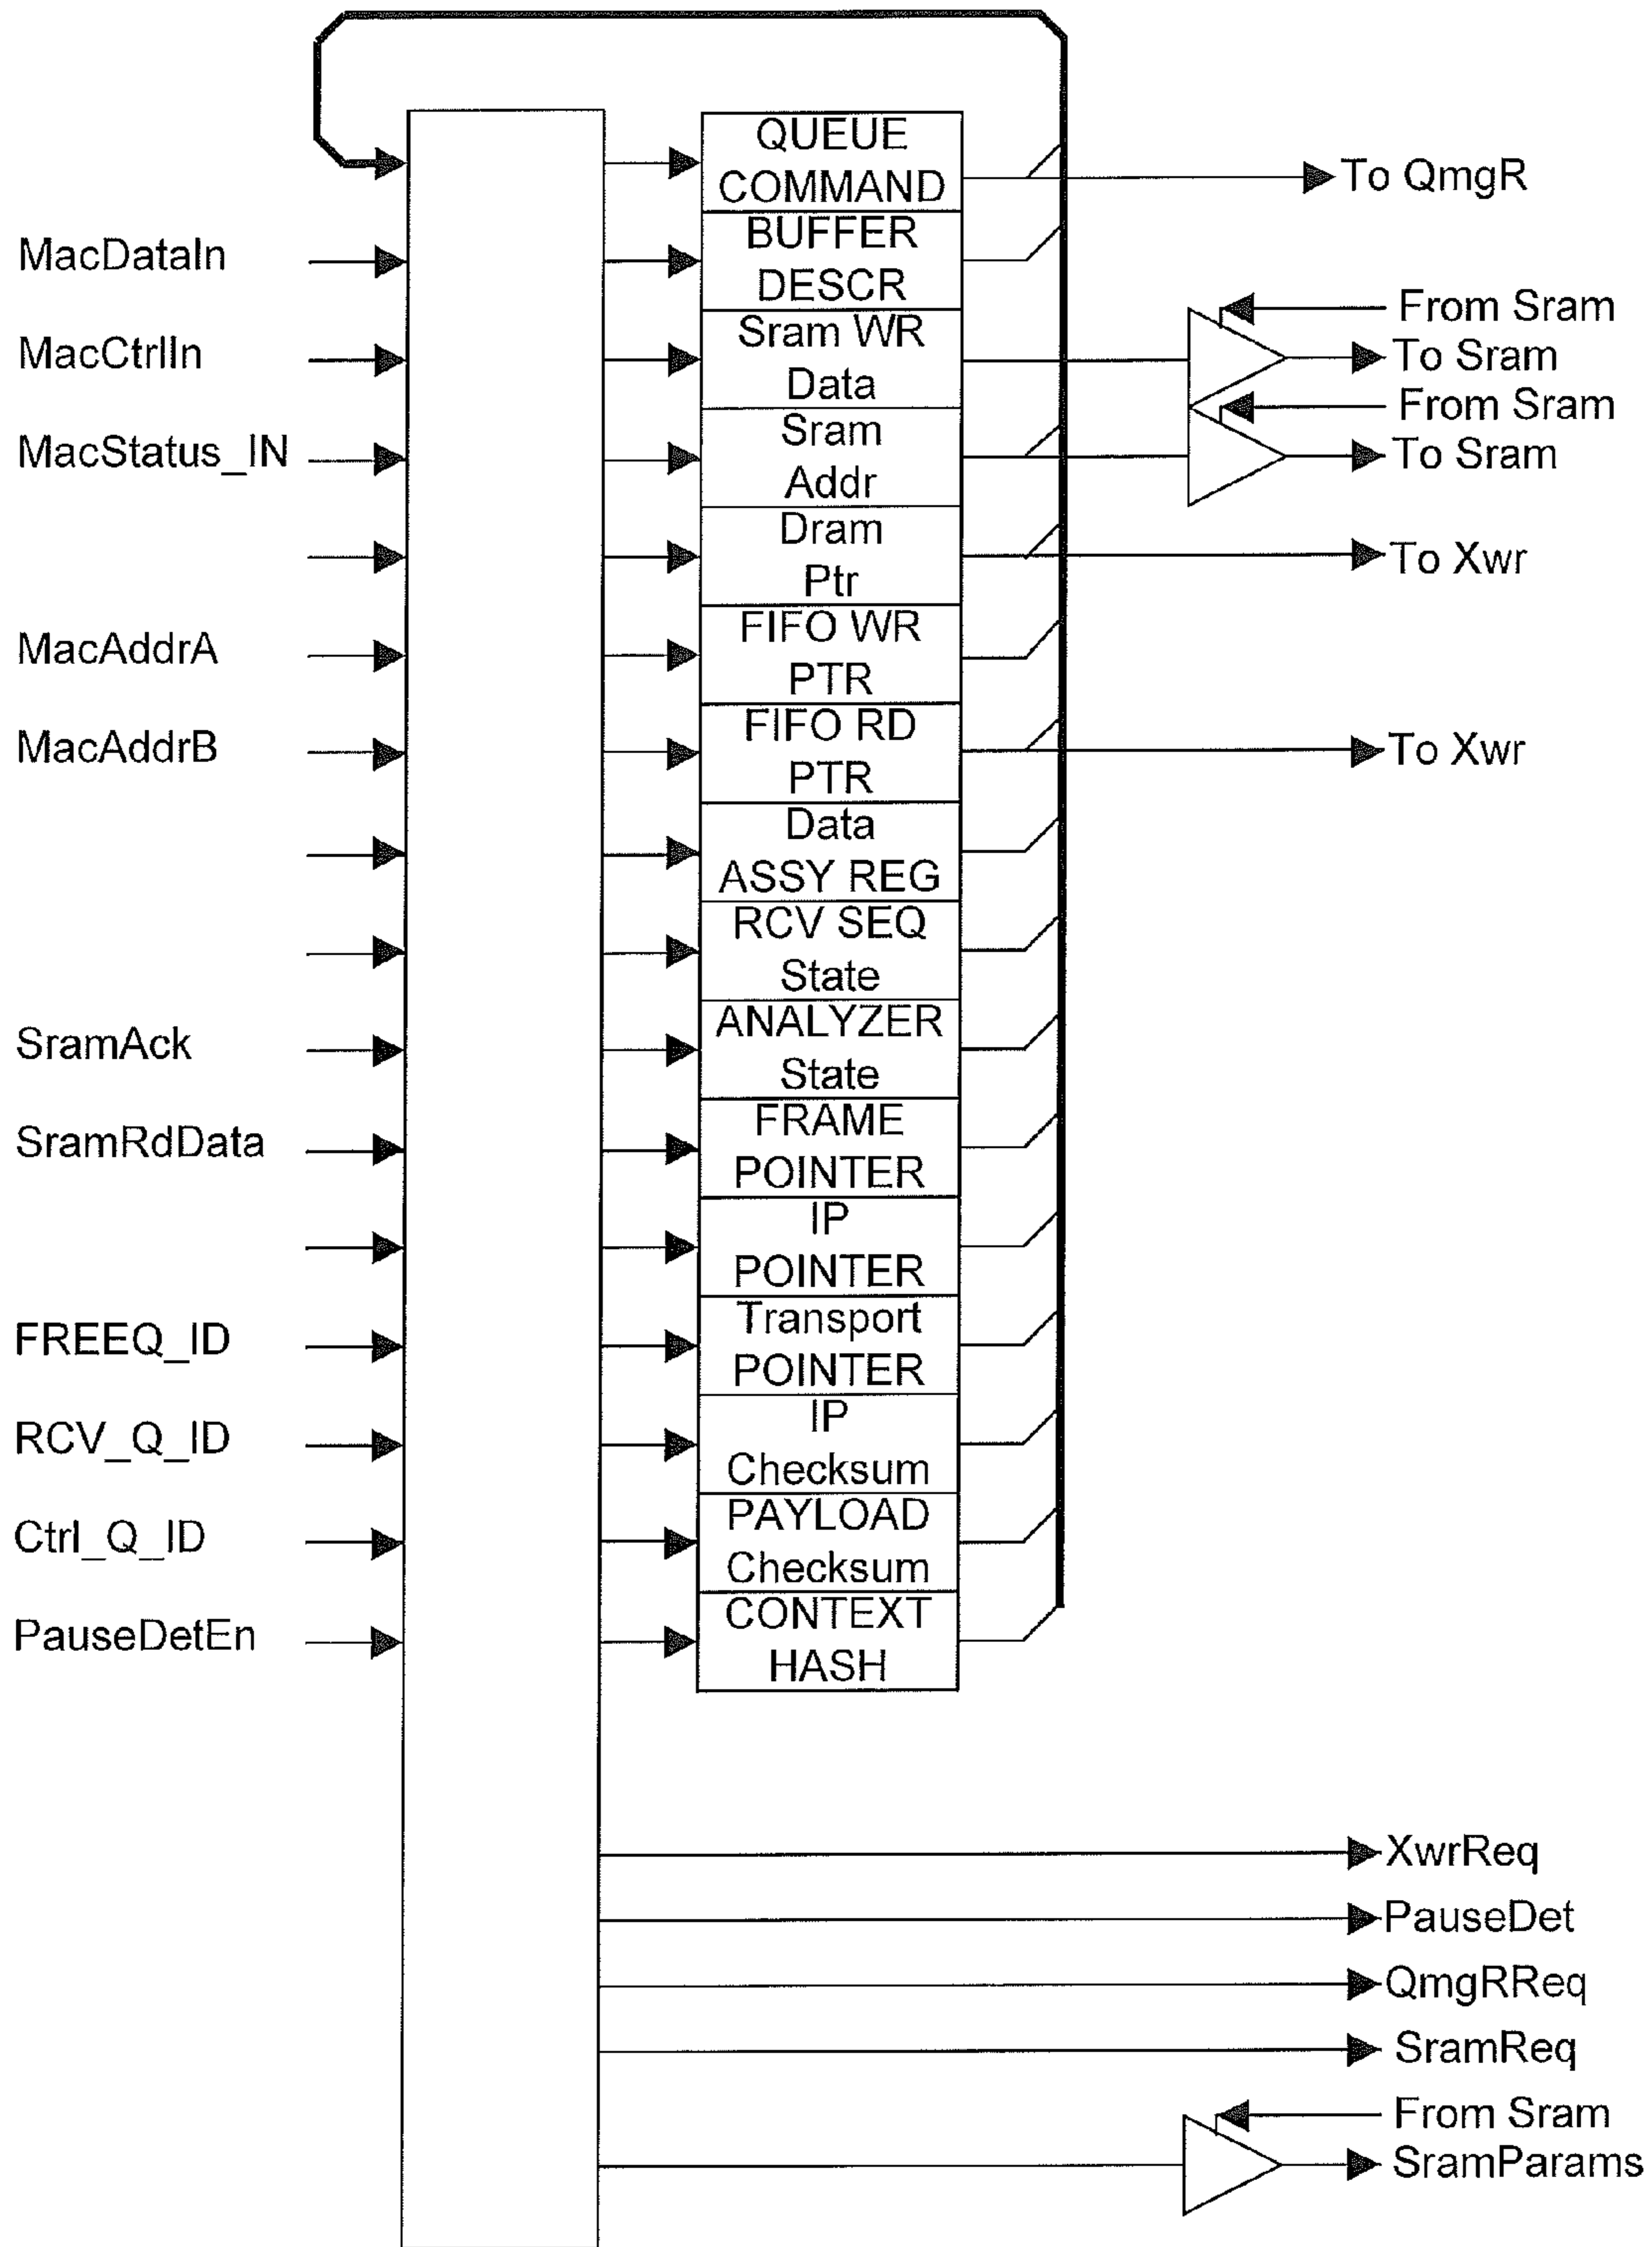 QUEUE
COMMAND
To QmgR
MacDataIn
BUFFER
DESCR
From Sram
MacCtrlIn
Sram WR
Data
To Sram
From Sram
MacStatus_IN
Sram
Addr
To Sram
Dram
Ptr
To Xwr
MacAddrA
FIFO WR
PTR
MacAddrB
FIFO RD
PTR
To Xwr
Data
ASSY REG
RCV SEQ
State
SramAck
ANALYZER
State
SramRdData
FRAME
POINTER
IP
POINTER
FREEQ_ID
Transport
POINTER
RCV_Q_ID
IP
Checksum
Ctrl_Q_ID
PAYLOAD
Checksum
PauseDetEn
CONTEXT
HASH
XwrReq
PauseDet
QmgRReq
SramReq
From Sram
SramParams